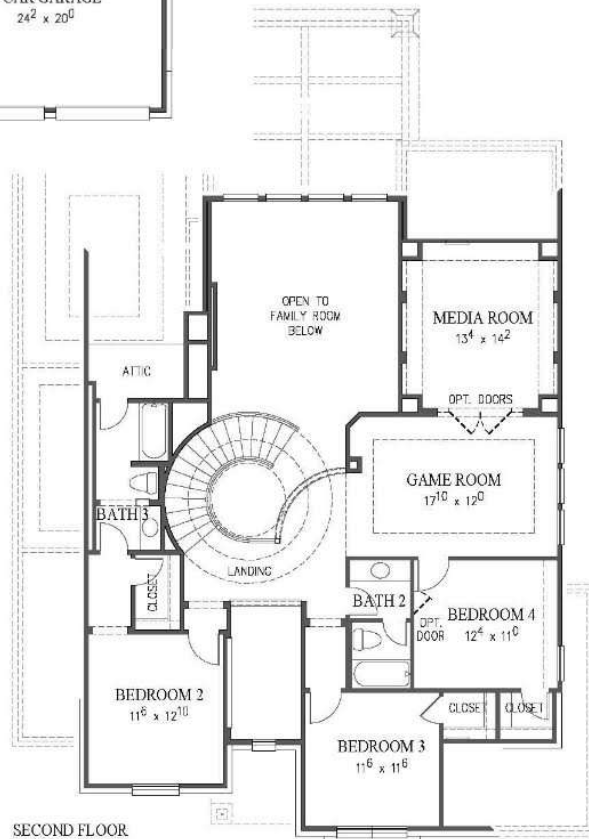 CAR GARAGE
24² x 20⁰
OPEN TO
FAMILY ROOM
BELOW
MEDIA ROOM
13⁴ x 14²
ATTIC
OPT. DOORS
GAME ROOM
17¹⁰ x 12⁰
BATH 3
LANDING
CLOSET
BATH 2
OPT.
DOOR
BEDROOM 4
12⁴ x 11⁰
BEDROOM 2
11⁶ x 12¹⁰
CLOSET
CLOSET
BEDROOM 3
11⁶ x 11⁶
SECOND FLOOR